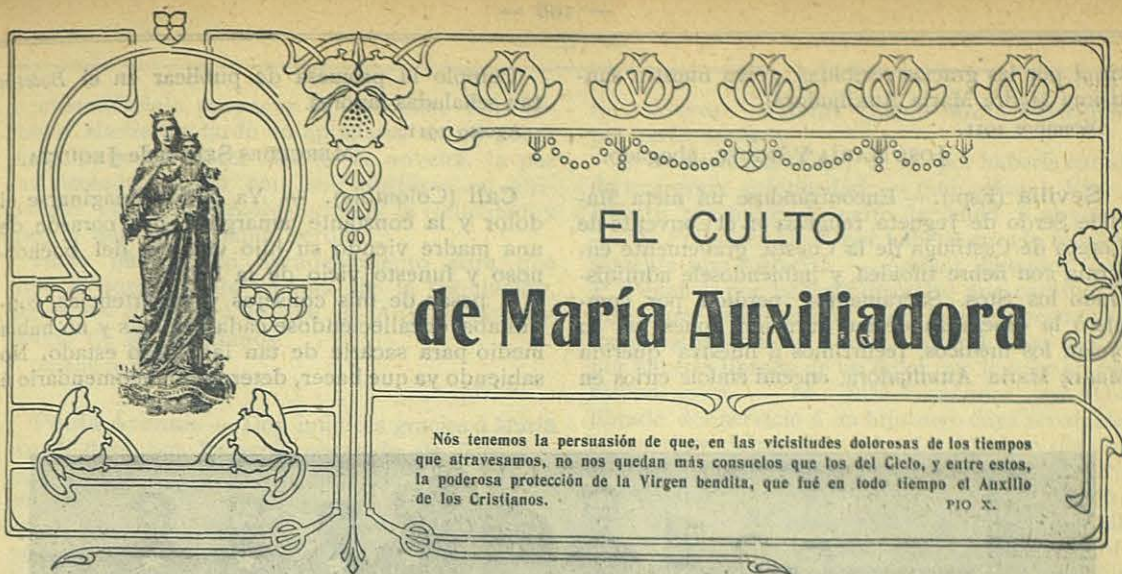 EL CULTO
de María Auxiliadora
Nós tenemos la persuasión de que, en las vicisitudes dolorosas de los tiempos
que atravesamos, no nos quedan más consuelos que los del Cielo, y entre estos,
la poderosa protección de la Virgen bendita, que fué en todo tiempo el Auxilio
de los Cristianos.
PIO X.